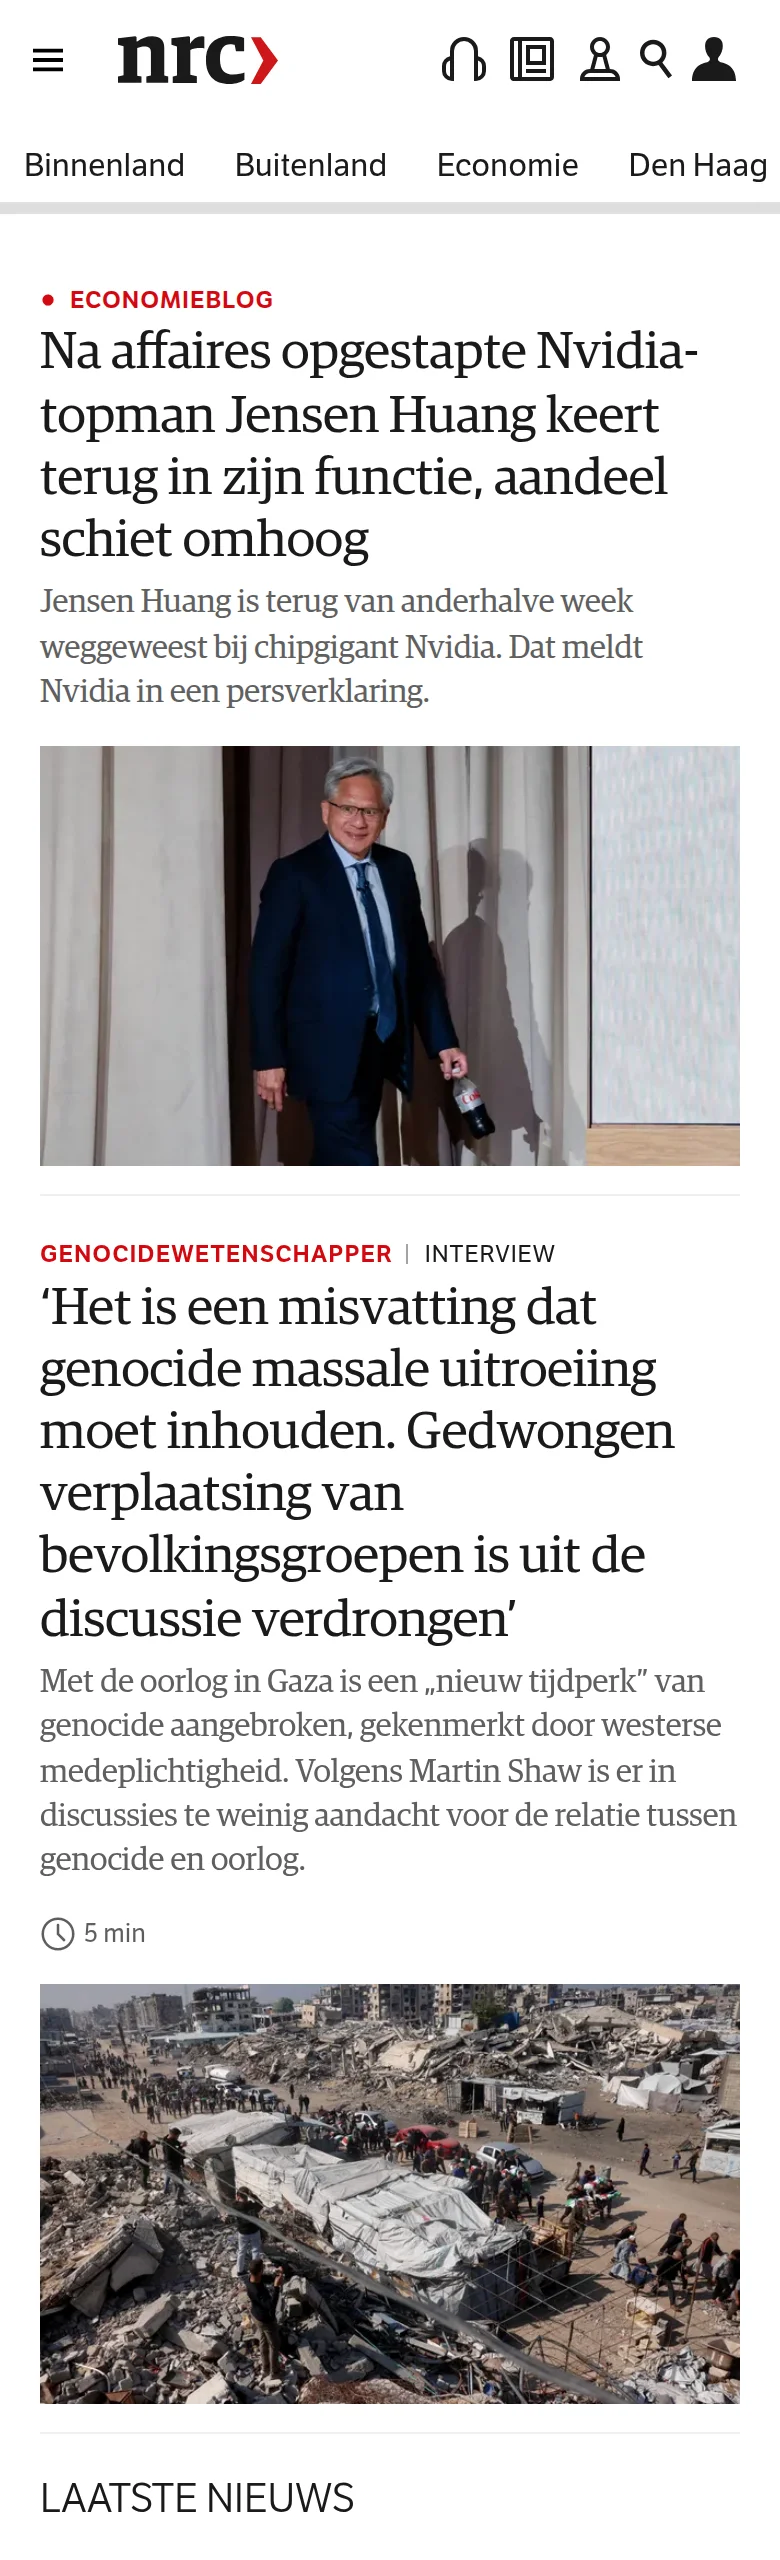 nrc
Binnenland Buitenland Economie Den Haag
ECONOMIEBLOG
Na affaires opgestapte Nvidia-
topman Jensen Huang keert
terug in zijn functie, aandeel
schiet omhoog
Jensen Huang is terug van anderhalve week
weggeweest bij chipgigant Nvidia. Dat meldt
Nvidia in een persverklaring.
GENOCIDEWETENSCHAPPER | INTERVIEW
‘Het is een misvatting dat
genocide massale uitroeiing
moet inhouden. Gedwongen
verplaatsing van
bevolkingsgroepen is uit de
discussie verdrongen’
Met de oorlog in Gaza is een „nieuw tijdperk” van
genocide aangebroken, gekenmerkt door westerse
medeplichtigheid. Volgens Martin Shaw is er in
discussies te weinig aandacht voor de relatie tussen
genocide en oorlog.
5 min
LAATSTE NIEUWS